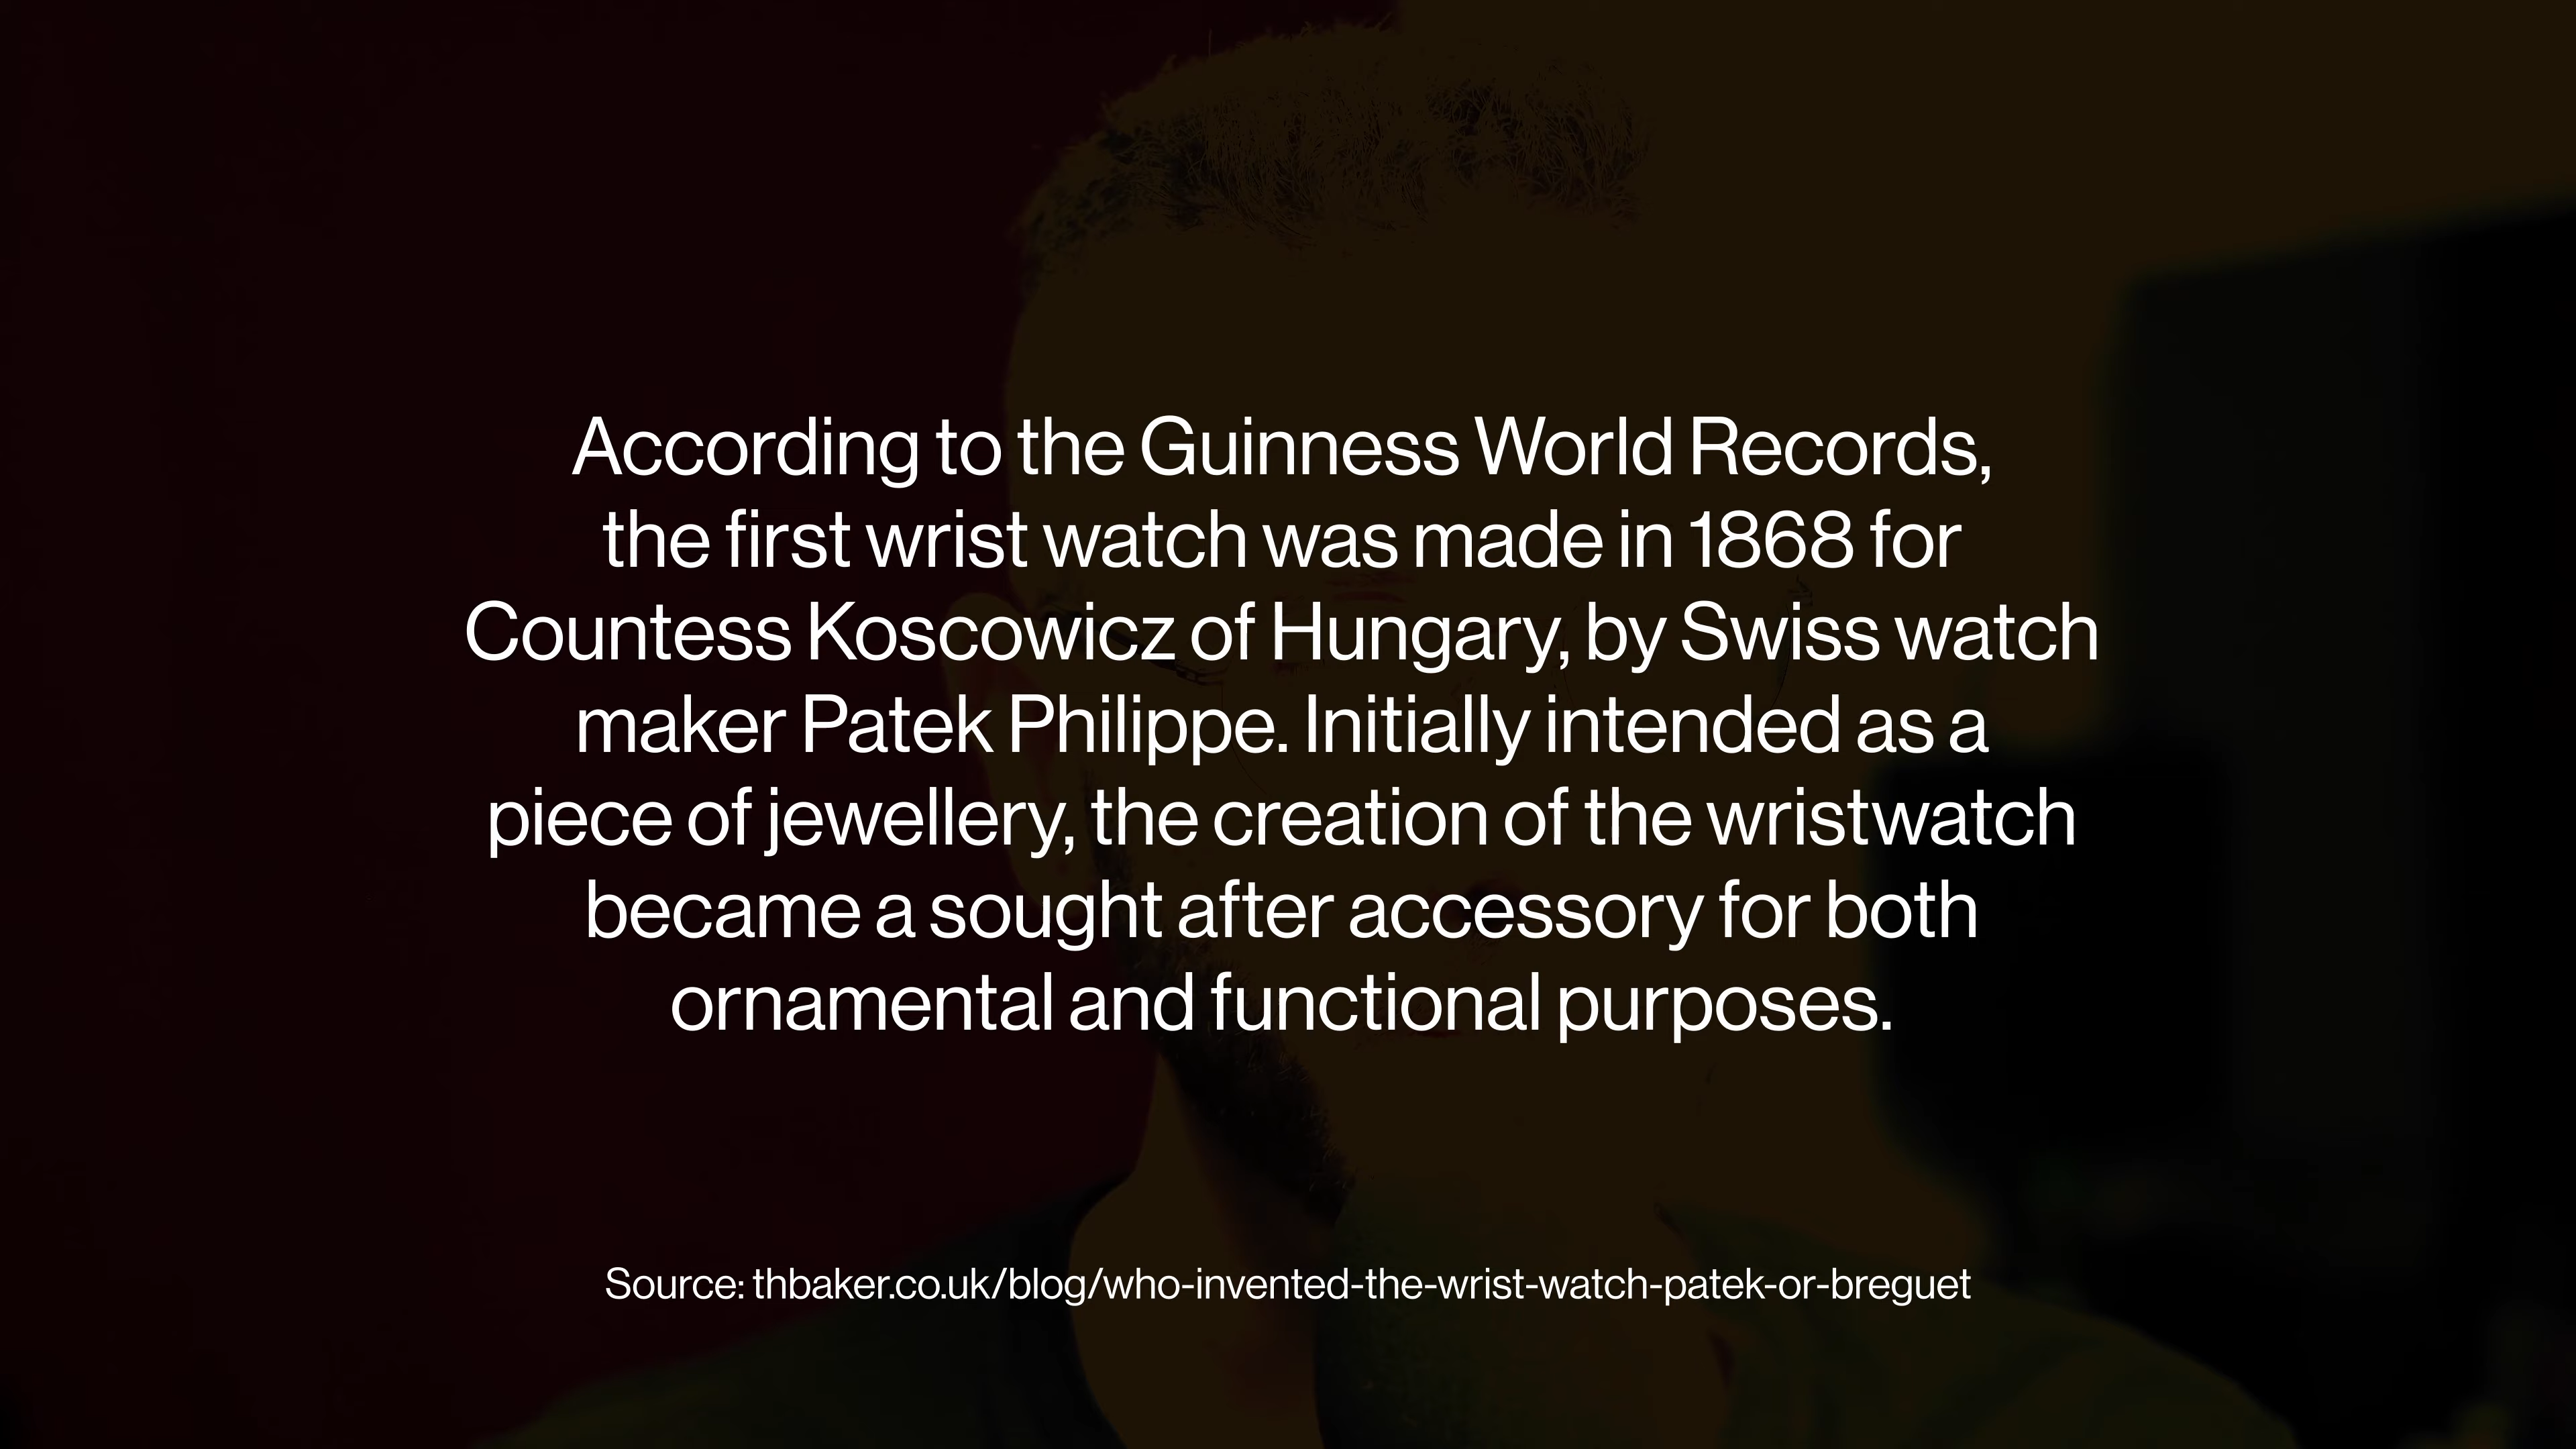 According to the Guinness World Records,
the first wrist watch was made in 1868 for
Countess Koscowicz of Hungary, by Swiss watch
maker Patek Philippe. Initially intended as a
piece of jewellery, the creation of the wristwatch
became a sought after accessory for both
ornamental and functional purposes.
Source: thbaker.co.uk/blog/who-invented-the-wrist-watch-patek-or-breguet